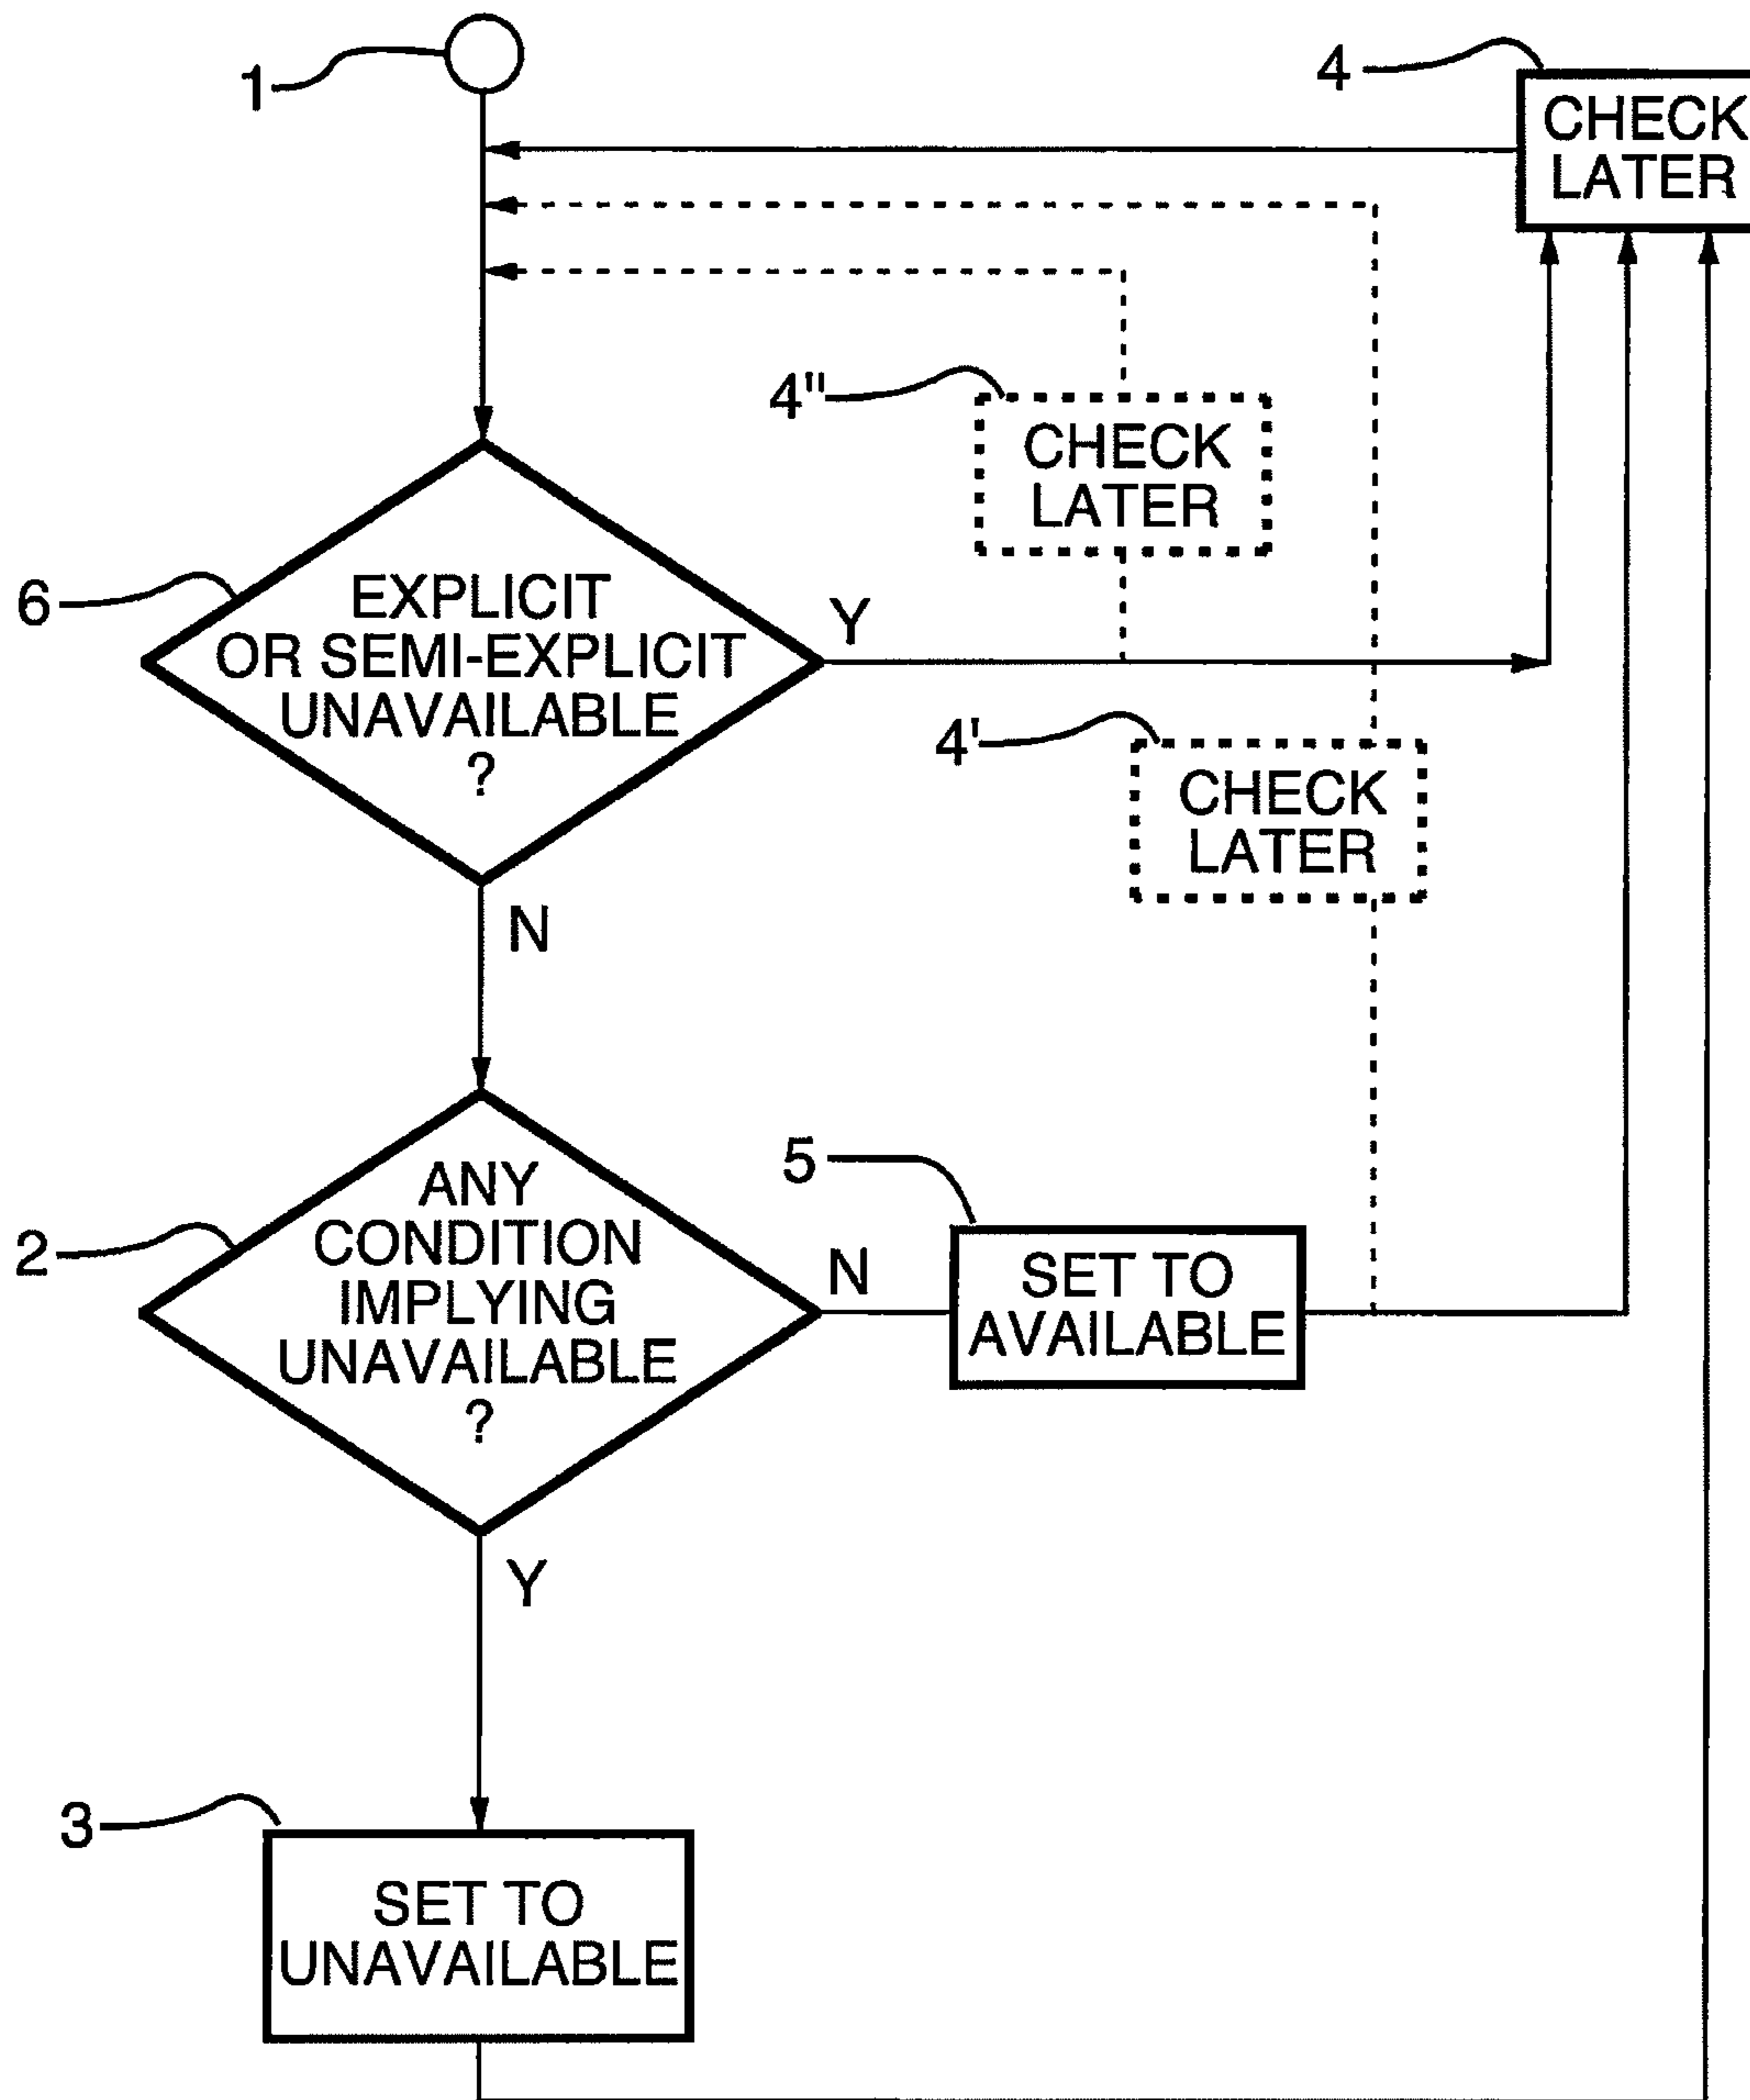 1
4
CHECK
LATER
4"
CHECK
LATER
6
EXPLICIT
OR SEMI-EXPLICIT
UNAVAILABLE
?
Y
4'
CHECK
LATER
N
2
ANY
CONDITION
IMPLYING
UNAVAILABLE
?
N
5
SET TO
AVAILABLE
Y
3
SET TO
UNAVAILABLE